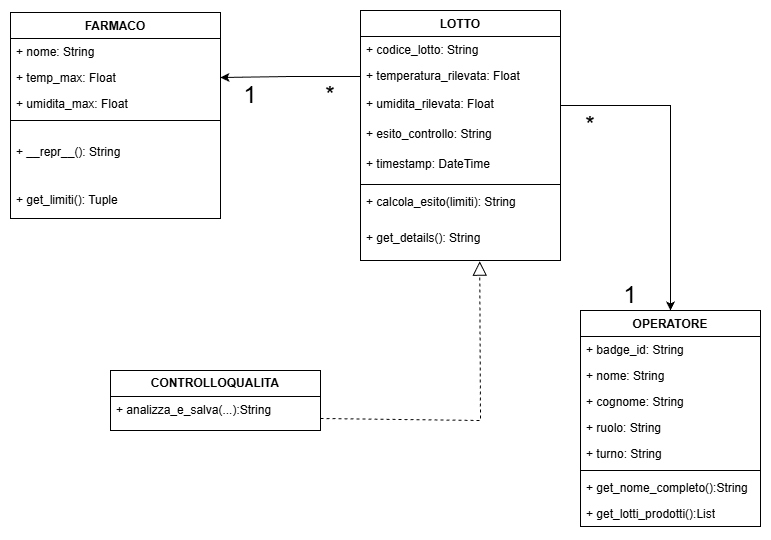 FARMACO
+ nome: String
+ temp_max: Float
+ umidita_max: Float
+ __repr__(): String
+ get_limiti(): Tuple
1
*
LOTTO
+ codice_lotto: String
+ temperatura_rilevata: Float
+ umidita_rilevata: Float
+ esito_controllo: String
+ timestamp: DateTime
+ calcola_esito(limiti): String
+ get_details(): String
*
1
CONTROLLOQUALITA
+ analizza_e_salva(...):String
OPERATORE
+ badge_id: String
+ nome: String
+ cognome: String
+ ruolo: String
+ turno: String
+ get_nome_completo():String
+ get_lotti_prodotti():List